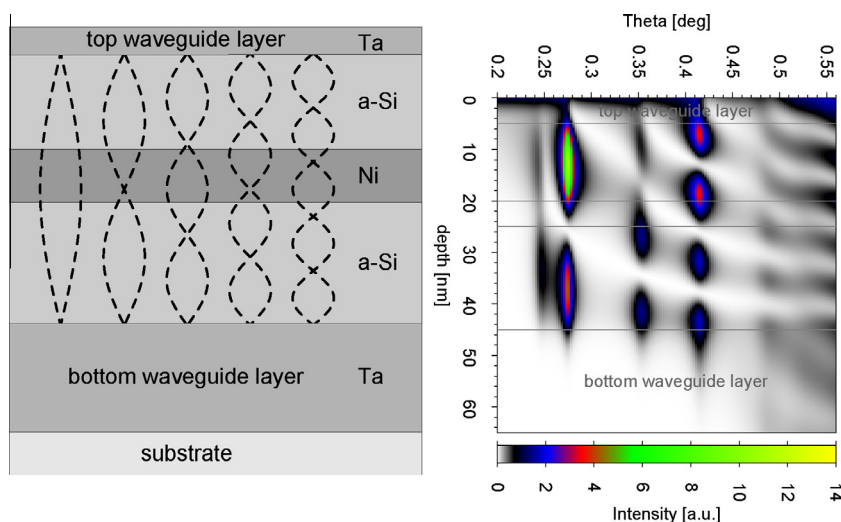 top waveguide layer Ta
a-Si
Ni
a-Si
bottom waveguide layer Ta
substrate
Theta [deg]
0.2 0.25 0.3 0.35 0.4 0.45 0.5 0.55
depth [nm]
0
10
20
30
40
50
60
top waveguide layer
bottom waveguide layer
0 2 4 6 8 10 12 14
Intensity [a.u.]